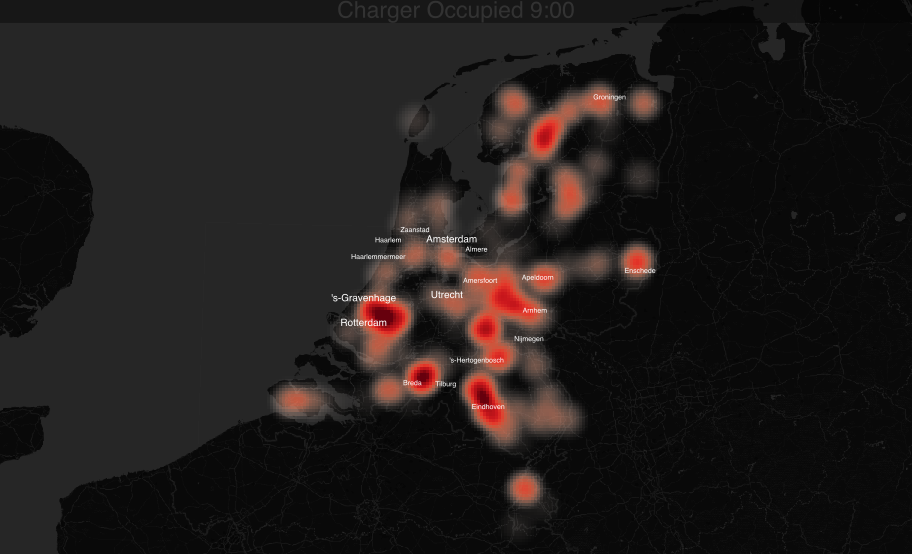 Charger Occupied 9:00
Groningen
Zaanstad
Haarlem
Amsterdam
Almere
Haarlemmermeer
Enschede
Amersfoort
Apeldoorn
Utrecht
's-Gravenhage
Arnhem
Rotterdam
Nijmegen
's-Hertogenbosch
Breda
Tilburg
Eindhoven